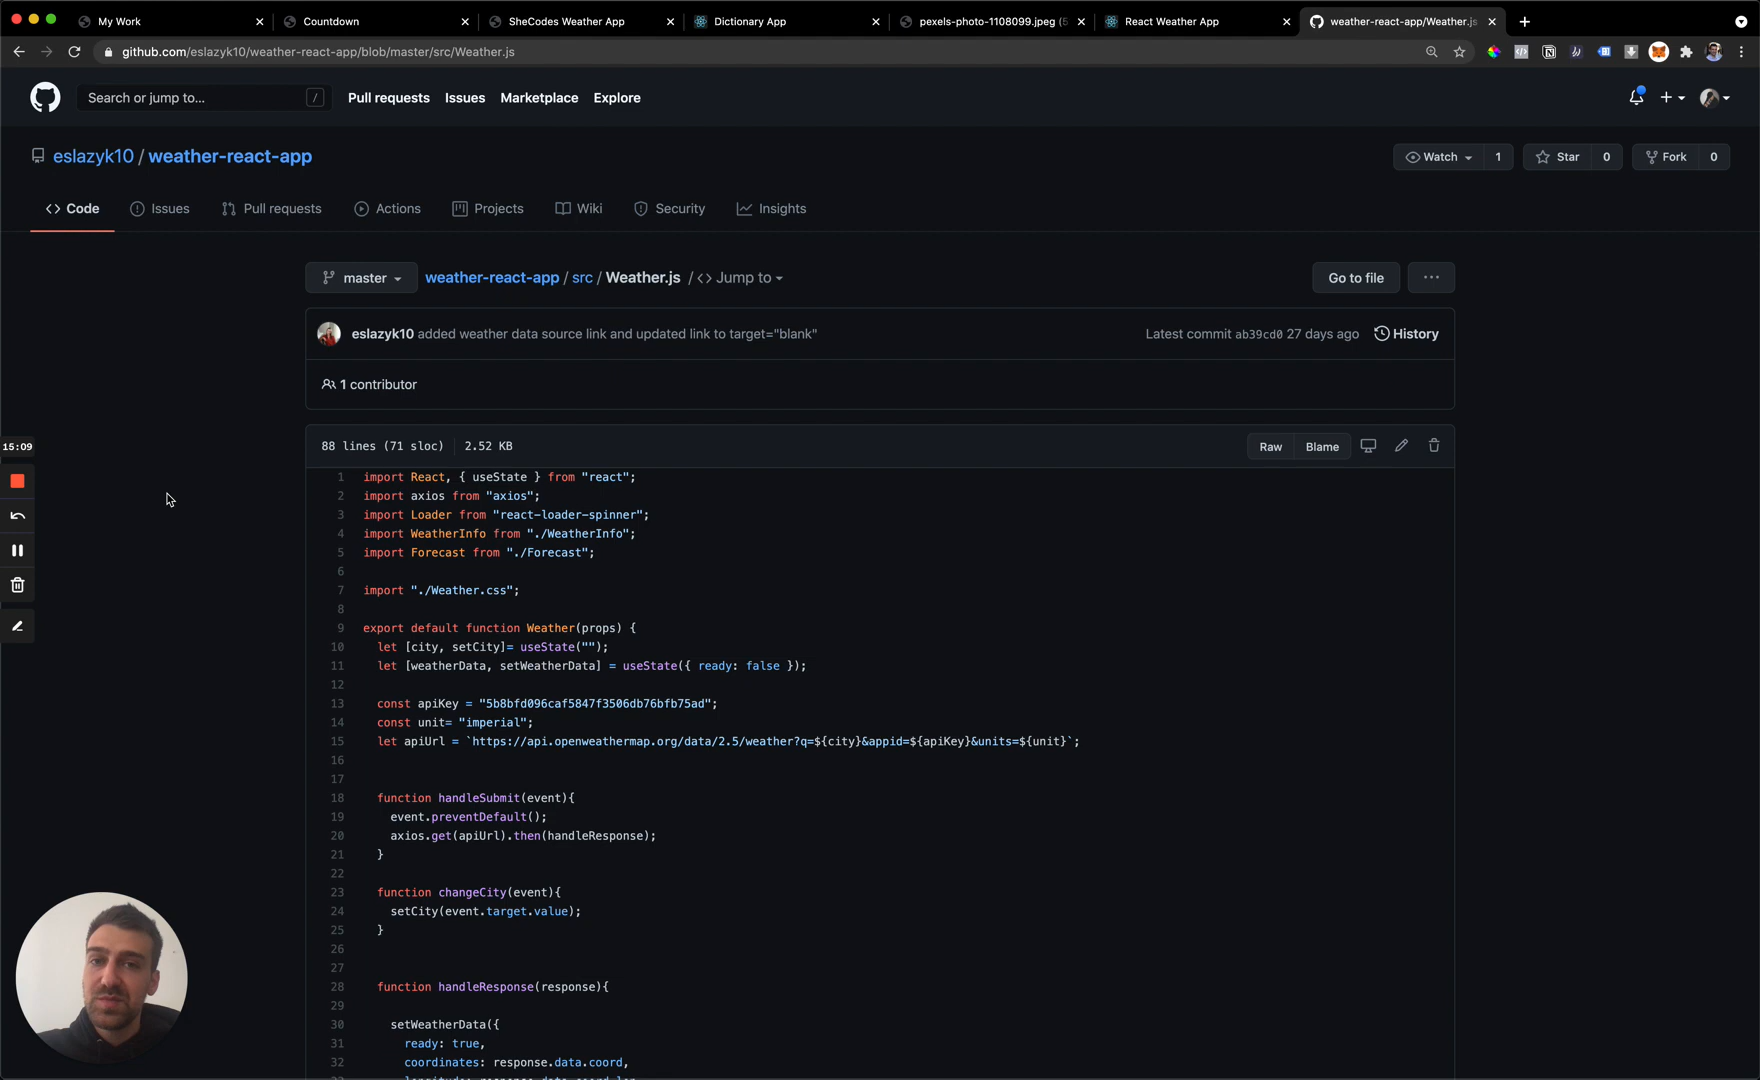 My Work
Countdown
SheCodes Weather App
Dictionary App
pexels-photo-1108099.jpeg (5
React Weather App
weather-react-app/Weather.js
github.com/eslazyk10/weather-react-app/blob/master/src/Weather.js
Search or jump to... /
Pull requests Issues Marketplace Explore
eslazyk10 / weather-react-app
Watch 1 Star 0 Fork 0
Code Issues Pull requests Actions Projects Wiki Security Insights
master weather-react-app / src / Weather.js / <> Jump to
Go to file ...
eslazyk10 added weather data source link and updated link to target="blank"
Latest commit ab39cd0 27 days ago History
1 contributor
15:09
88 lines (71 sloc) 2.52 KB
Raw Blame
1 import React, { useState } from "react";
2 import axios from "axios";
3 import Loader from "react-loader-spinner";
4 import WeatherInfo from "./WeatherInfo";
5 import Forecast from "./Forecast";
6
7 import "./Weather.css";
8
9 export default function Weather(props) {
10 let [city, setCity]= useState("");
11 let [weatherData, setWeatherData] = useState({ ready: false });
12
13 const apiKey = "5b8bfd096caf5847f3506db76bfb75ad";
14 const unit= "imperial";
15 let apiUrl = `https://api.openweathermap.org/data/2.5/weather?q=${city}&appid=${apiKey}&units=${unit}`;
16
17
18 function handleSubmit(event){
19 event.preventDefault();
20 axios.get(apiUrl).then(handleResponse);
21 }
22
23 function changeCity(event){
24 setCity(event.target.value);
25 }
26
27
28 function handleResponse(response){
29
30 setWeatherData({
31 ready: true,
32 coordinates: response.data.coord,